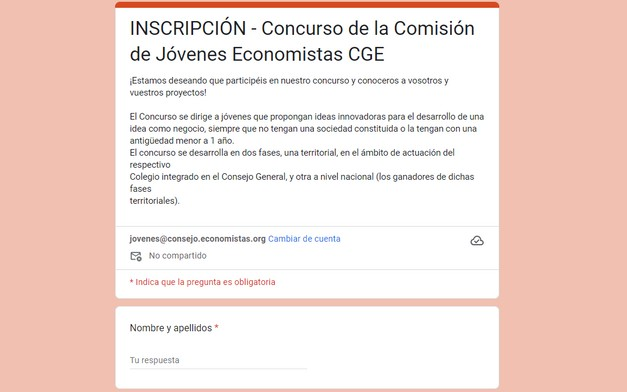 INSCRIPCIÓN - Concurso de la Comisión
de Jóvenes Economistas CGE
¡Estamos deseando que participéis en nuestro concurso y conoceros a vosotros y
vuestros proyectos!
El Concurso se dirige a jóvenes que propongan ideas innovadoras para el desarrollo de una
idea como negocio, siempre que no tengan una sociedad constituida o la tengan con una
antigüedad menor a 1 año.
El concurso se desarrolla en dos fases, una territorial, en el ámbito de actuación del
respectivo
Colegio integrado en el Consejo General, y otra a nivel nacional (los ganadores de dichas
fases
territoriales).
jovenes@consejo.economistas.org Cambiar de cuenta
No compartido
* Indica que la pregunta es obligatoria
Nombre y apellidos *
Tu respuesta